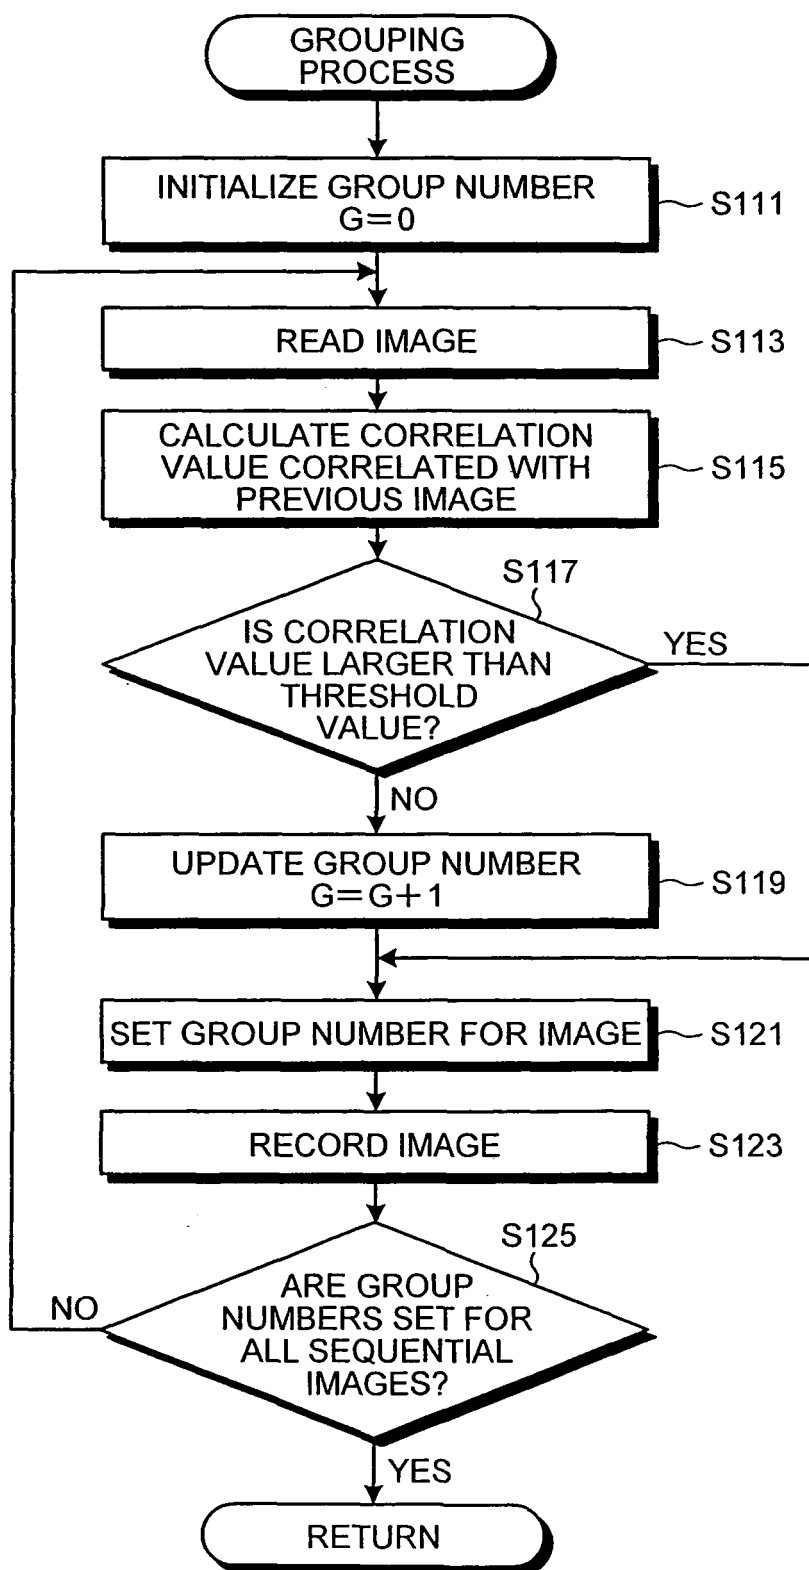 GROUPING
PROCESS
INITIALIZE GROUP NUMBER
G=0
S111
READ IMAGE
S113
CALCULATE CORRELATION
VALUE CORRELATED WITH
PREVIOUS IMAGE
S115
S117
IS CORRELATION
VALUE LARGER THAN
THRESHOLD
VALUE?
YES
NO
UPDATE GROUP NUMBER
G=G+1
S119
SET GROUP NUMBER FOR IMAGE
S121
RECORD IMAGE
S123
S125
ARE GROUP
NUMBERS SET FOR
ALL SEQUENTIAL
IMAGES?
NO
YES
RETURN